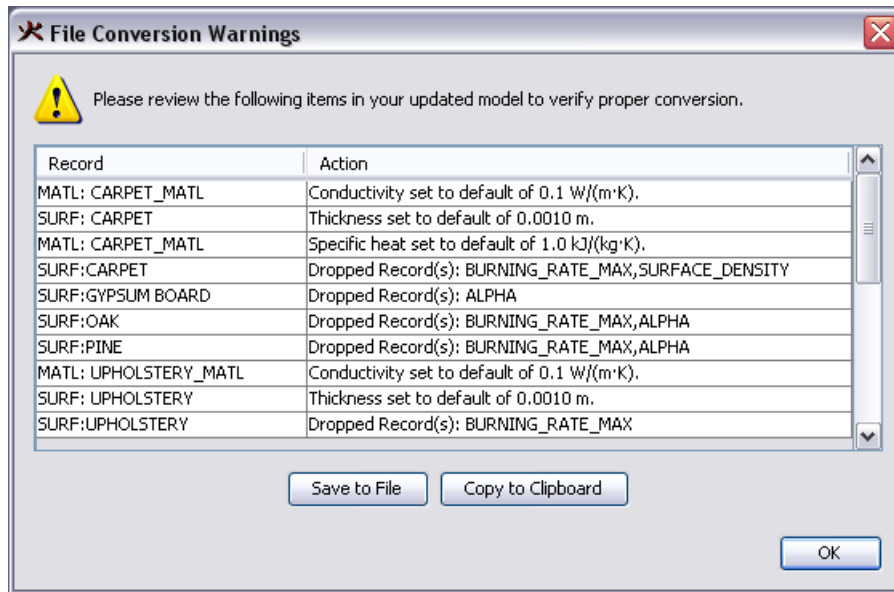 File Conversion Warnings
Please review the following items in your updated model to verify proper conversion.
Record Action
MATL: CARPET_MATL Conductivity set to default of 0.1 W/(m·K).
SURF: CARPET Thickness set to default of 0.0010 m.
MATL: CARPET_MATL Specific heat set to default of 1.0 kJ/(kg·K).
SURF:CARPET Dropped Record(s): BURNING_RATE_MAX,SURFACE_DENSITY
SURF:GYPSUM BOARD Dropped Record(s): ALPHA
SURF:OAK Dropped Record(s): BURNING_RATE_MAX,ALPHA
SURF:PINE Dropped Record(s): BURNING_RATE_MAX,ALPHA
MATL: UPHOLSTERY_MATL Conductivity set to default of 0.1 W/(m·K).
SURF: UPHOLSTERY Thickness set to default of 0.0010 m.
SURF:UPHOLSTERY Dropped Record(s): BURNING_RATE_MAX
Save to File Copy to Clipboard
OK